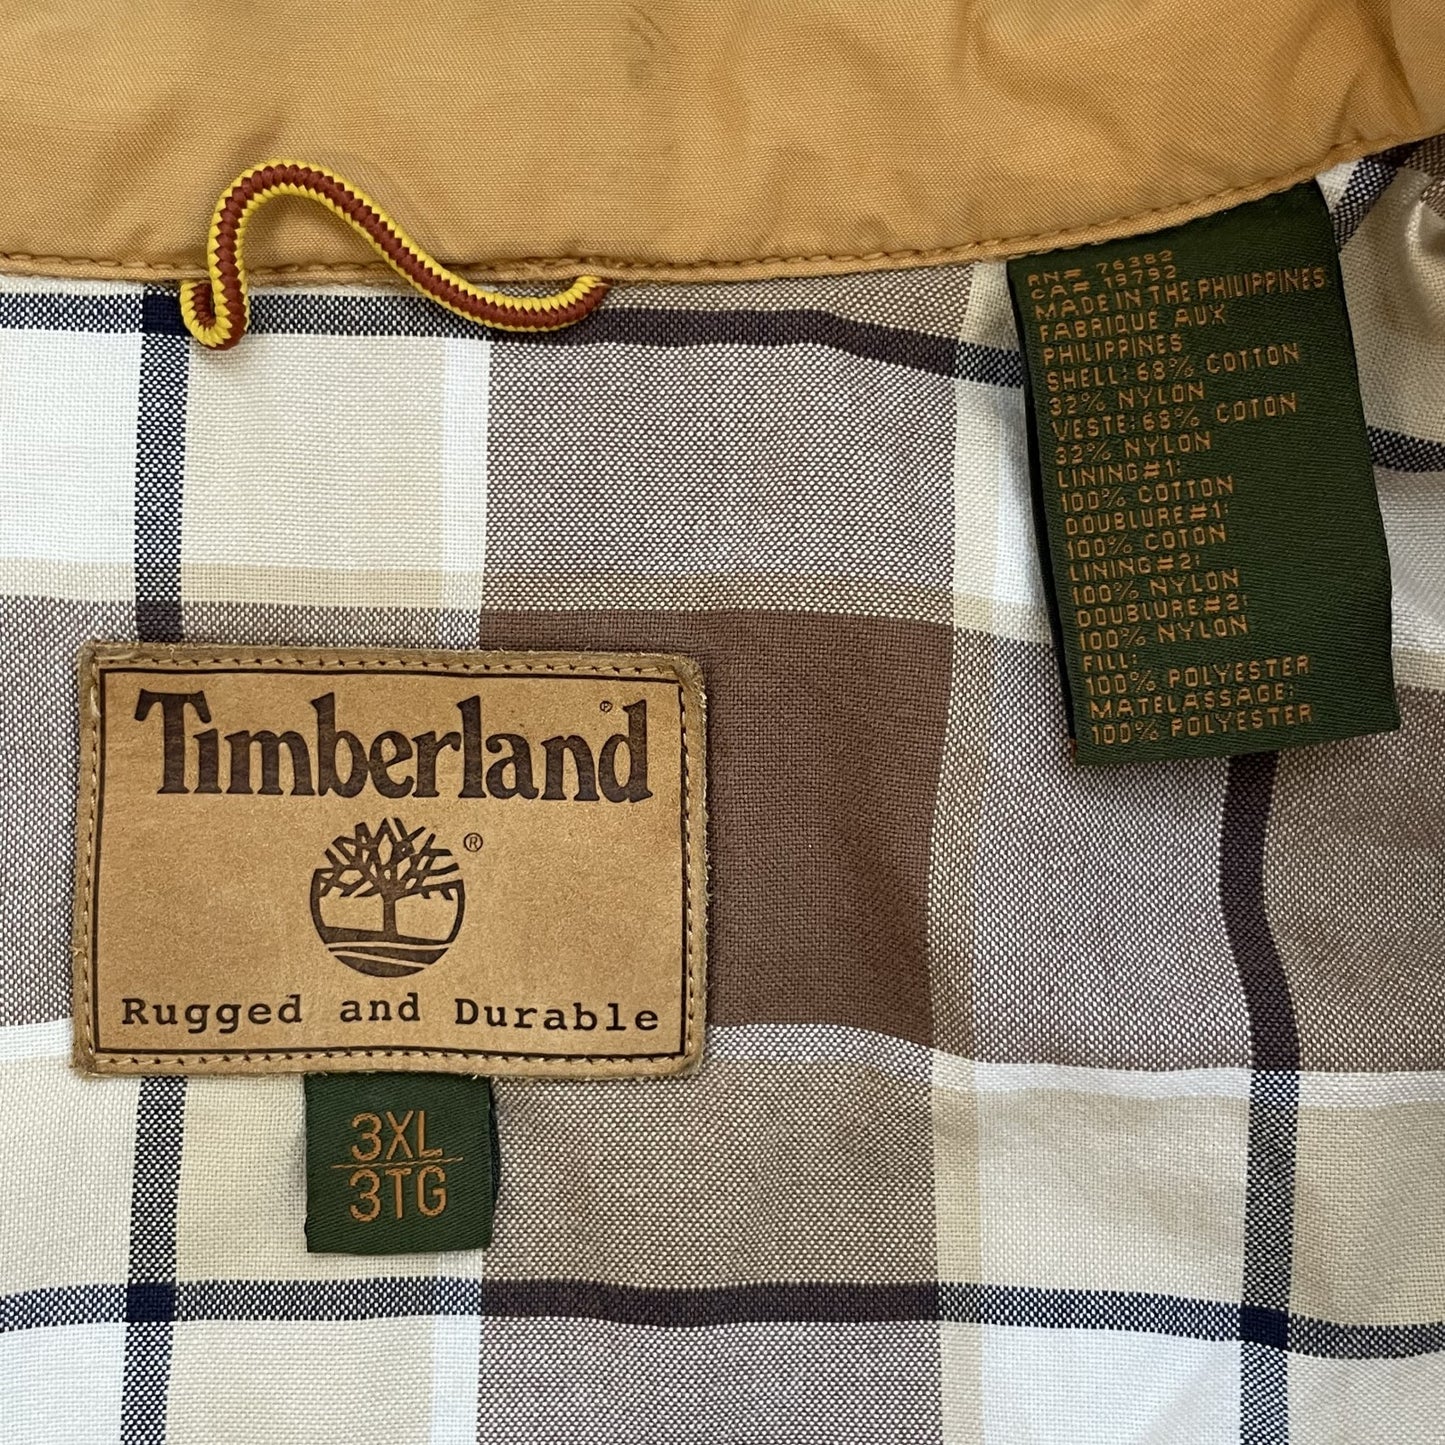 Timberland®
®
Rugged and Durable
3XL
3TG
RN# 76382
CA# 19792
MADE IN THE PHILIPPINES
FABRIQUE AUX
PHILIPPINES
SHELL: 68% COTTON
32% NYLON
VESTE: 68% COTON
32% NYLON
LINING#1:
100% COTTON
DOUBLURE#1:
100% COTON
LINING#2:
100% NYLON
DOUBLURE#2:
100% NYLON
FILL:
100% POLYESTER
MATELASSAGE:
100% POLYESTER